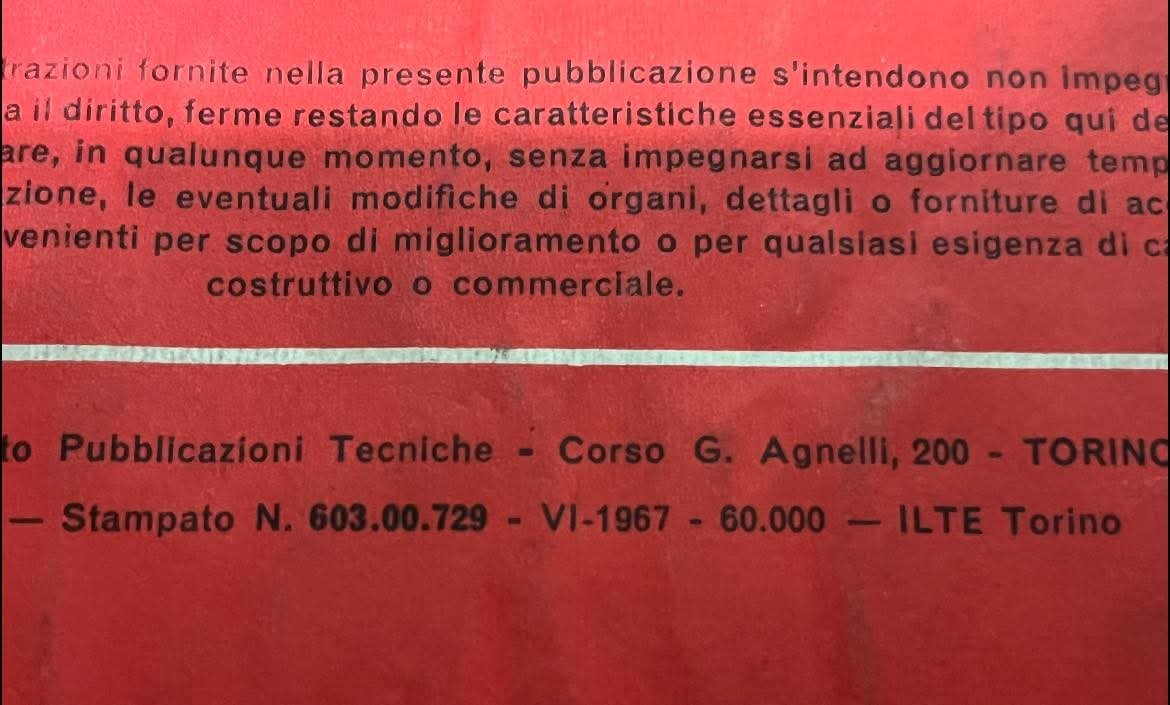 trazioni fornite nella presente pubblicazione s'intendono non impeg
a il diritto, ferme restando le caratteristiche essenziali del tipo qui de
are, in qualunque momento, senza impegnarsi ad aggiornare temp
zione, le eventuali modifiche di organi, dettagli o forniture di ac
venienti per scopo di miglioramento o per qualsiasi esigenza di ca
costruttivo o commerciale.
to Pubblicazioni Tecniche - Corso G. Agnelli, 200 - TORINO
— Stampato N. 603.00.729 - VI-1967 - 60.000 — ILTE Torino